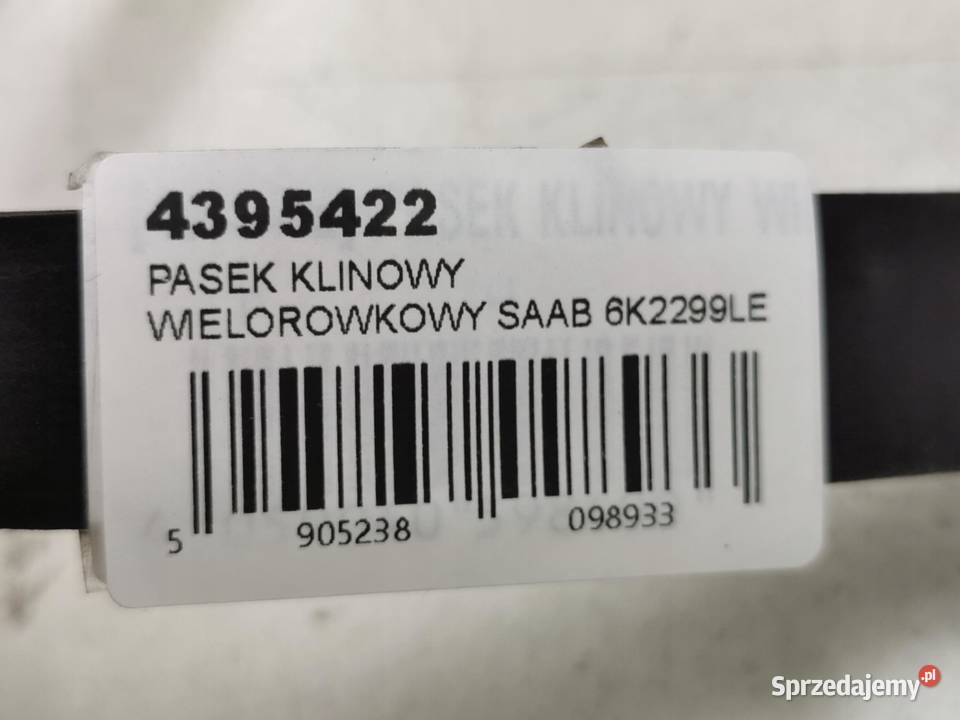 4395422
PASEK KLINOWY
WIELOROWKOWY SAAB 6K2299LE
5 905238 098933
Sprzedajemy.pl